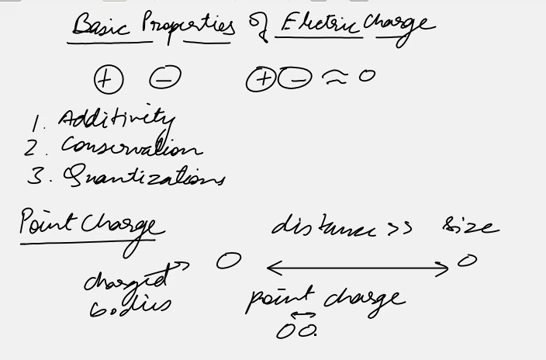 Basic Properties of Electric Charge
+ - + - ≈ 0
1. Additivity
2. Conservation
3. Quantizations
Point Charge
distance >> size
charged bodies
point charge